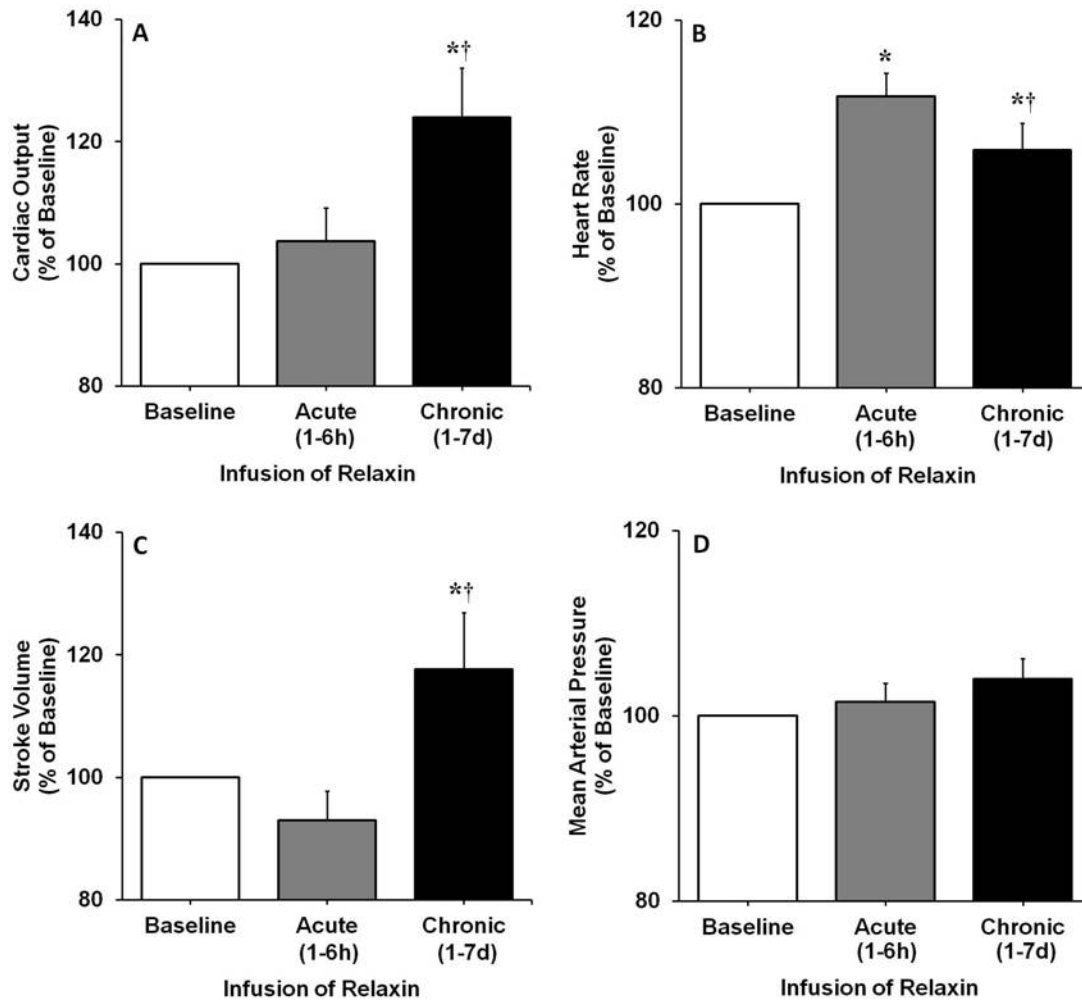 A
Cardiac Output
(% of Baseline)
140
120
100
80
*†
Baseline
Acute
(1-6h)
Chronic
(1-7d)
Infusion of Relaxin
B
Heart Rate
(% of Baseline)
120
100
80
*
*†
Baseline
Acute
(1-6h)
Chronic
(1-7d)
Infusion of Relaxin
C
Stroke Volume
(% of Baseline)
140
120
100
80
*†
Baseline
Acute
(1-6h)
Chronic
(1-7d)
Infusion of Relaxin
D
Mean Arterial Pressure
(% of Baseline)
120
100
80
Baseline
Acute
(1-6h)
Chronic
(1-7d)
Infusion of Relaxin